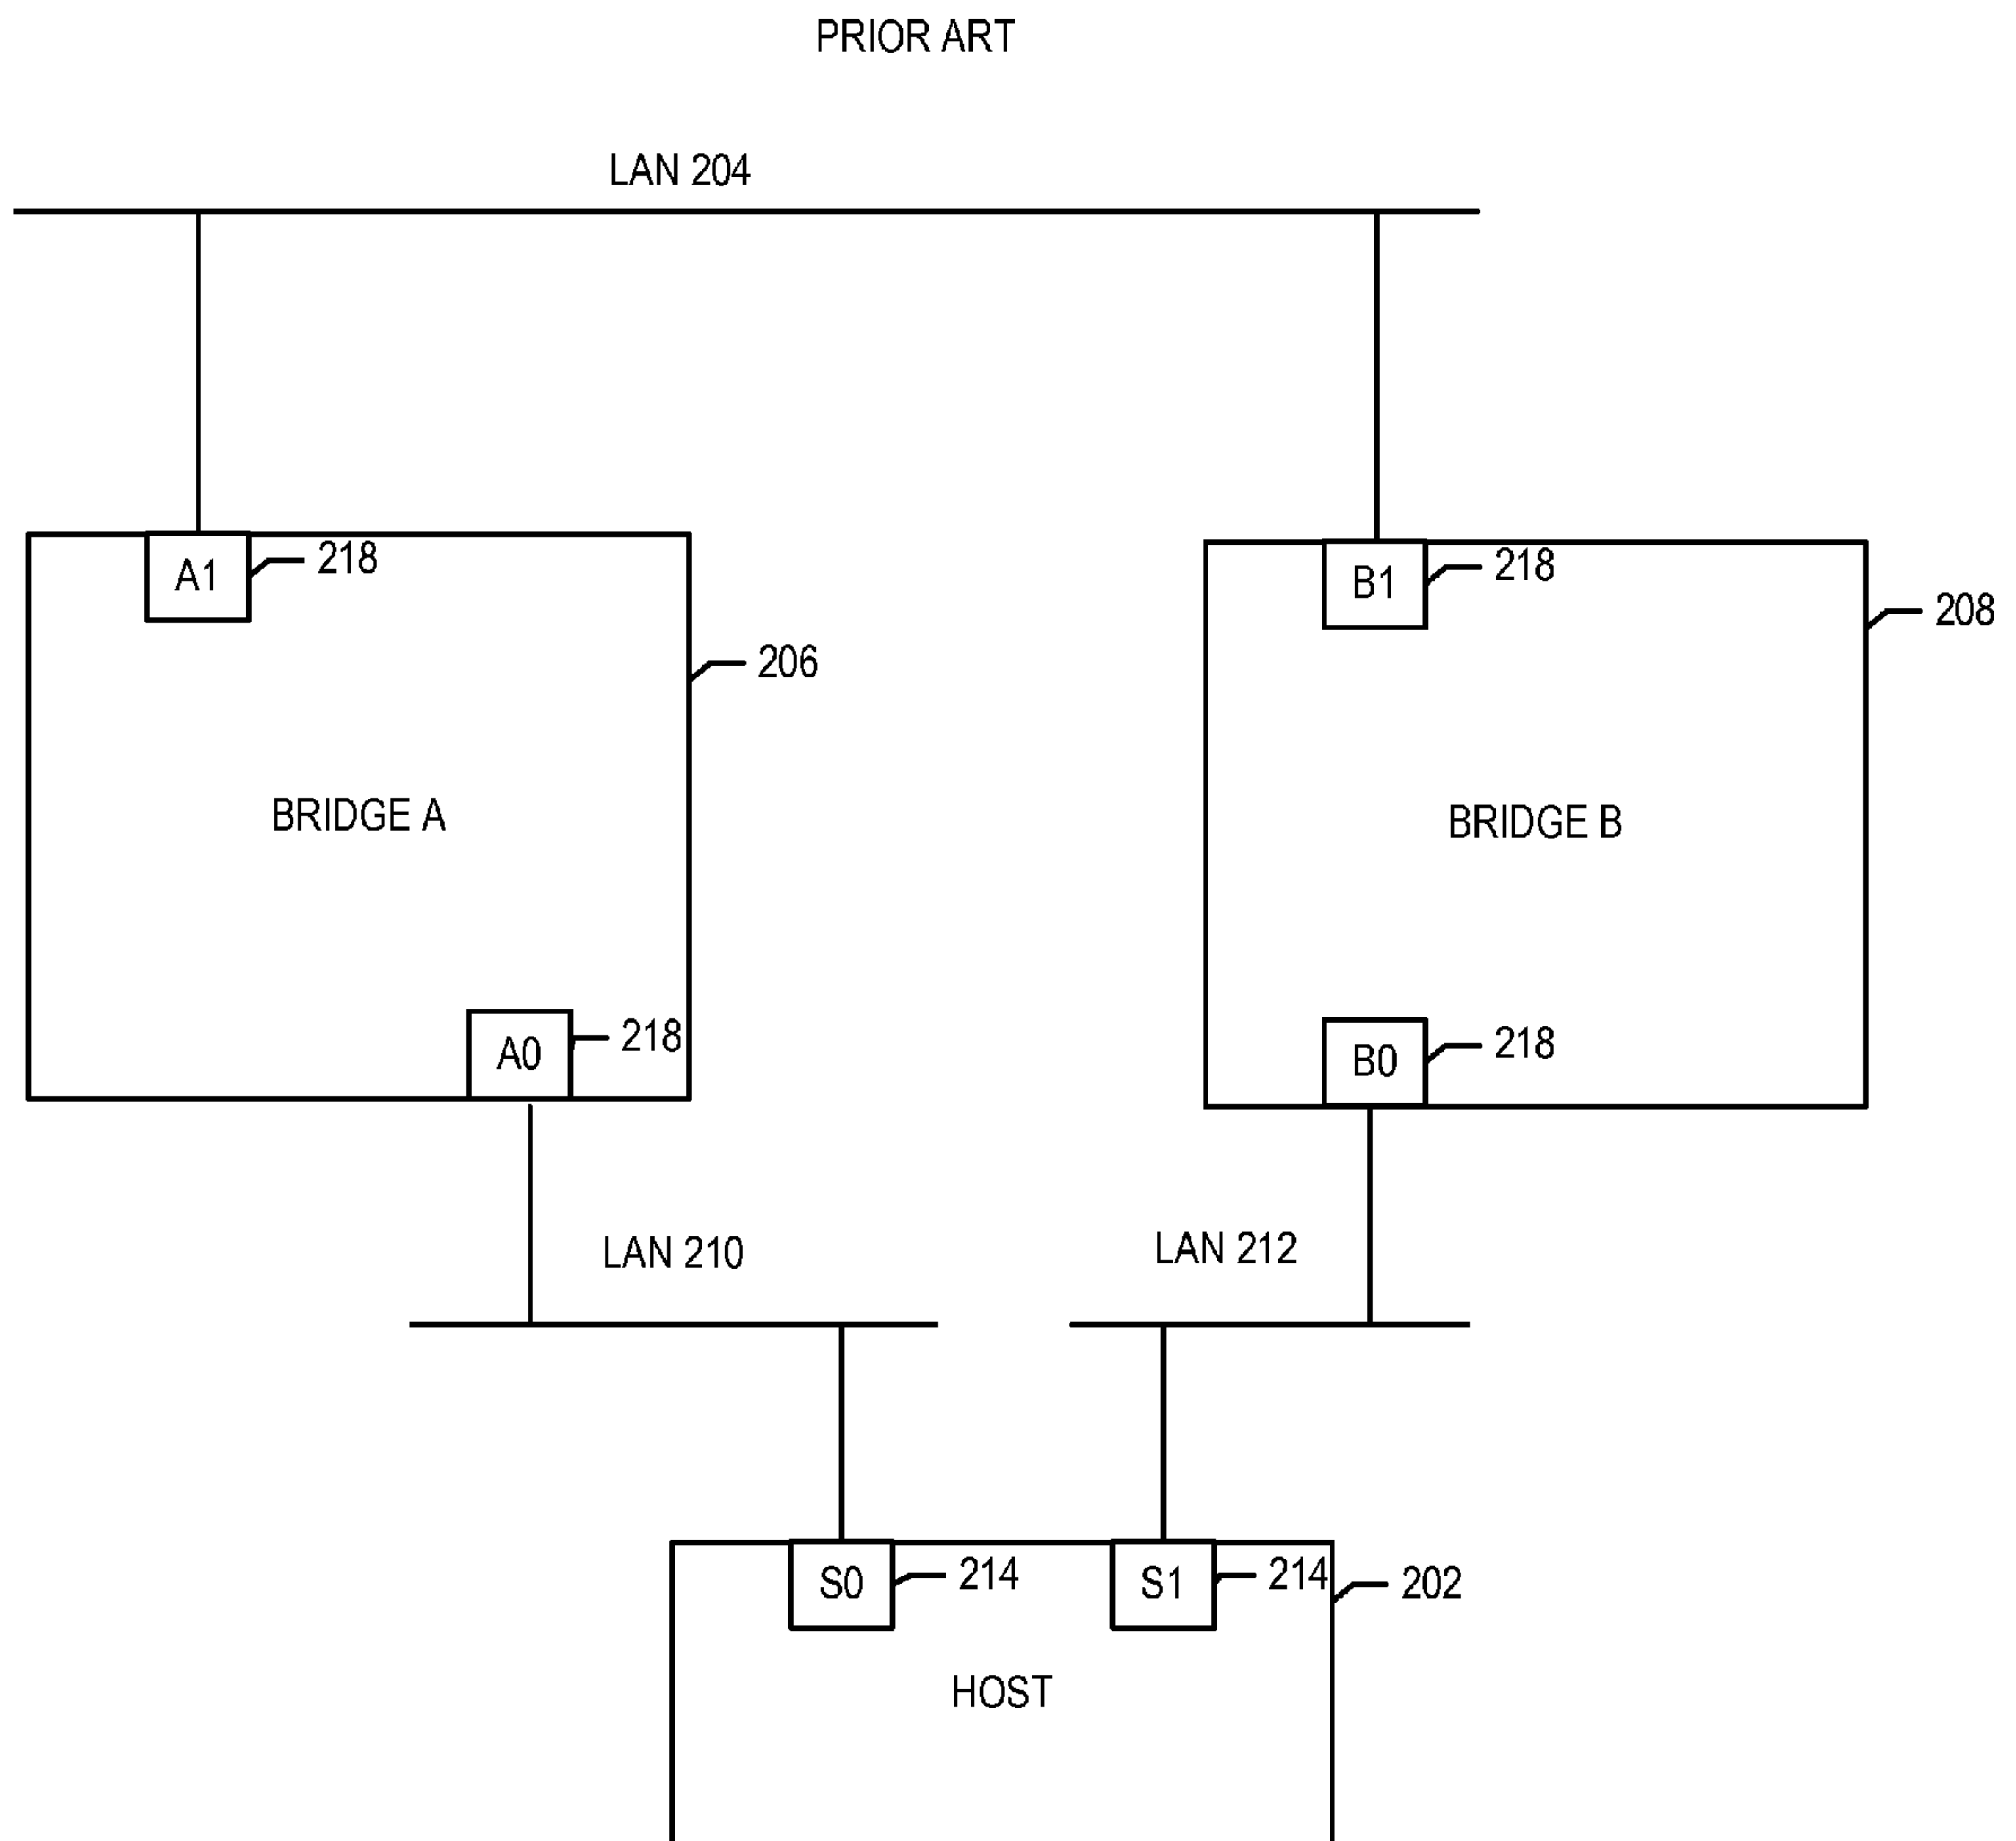 PRIOR ART
LAN 204
A1
218
B1
218
208
206
BRIDGE A
BRIDGE B
A0
218
B0
218
LAN 210
LAN 212
S0
214
S1
214
202
HOST